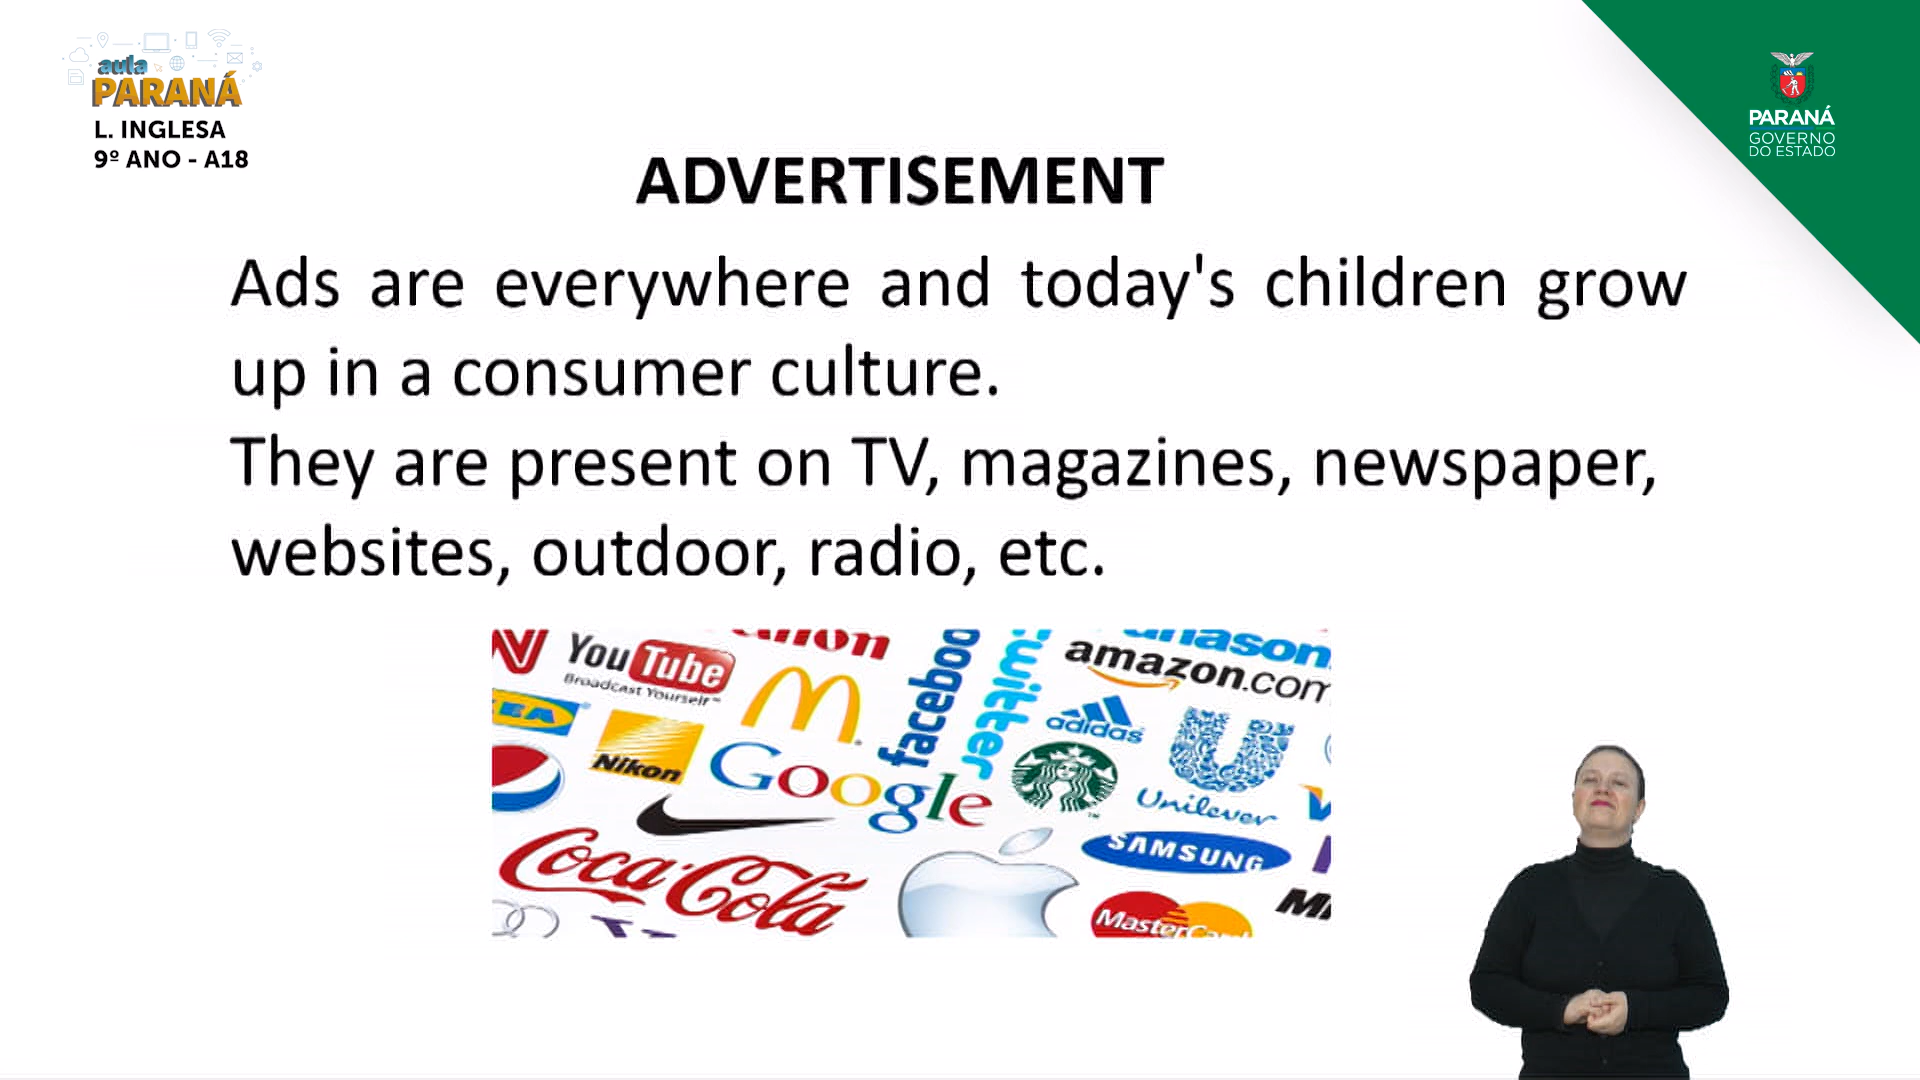 aula
PARANÁ
L. INGLESA
9º ANO - A18
PARANÁ
GOVERNO
DO ESTADO
ADVERTISEMENT
Ads are everywhere and today's children grow
up in a consumer culture.
They are present on TV, magazines, newspaper,
websites, outdoor, radio, etc.
YouTube
Broadcast Yourself™
faceboo
twitter
amazon.com
adidas
Nikon
Google
Unilever
Coca-Cola
SAMSUNG
MasterCard